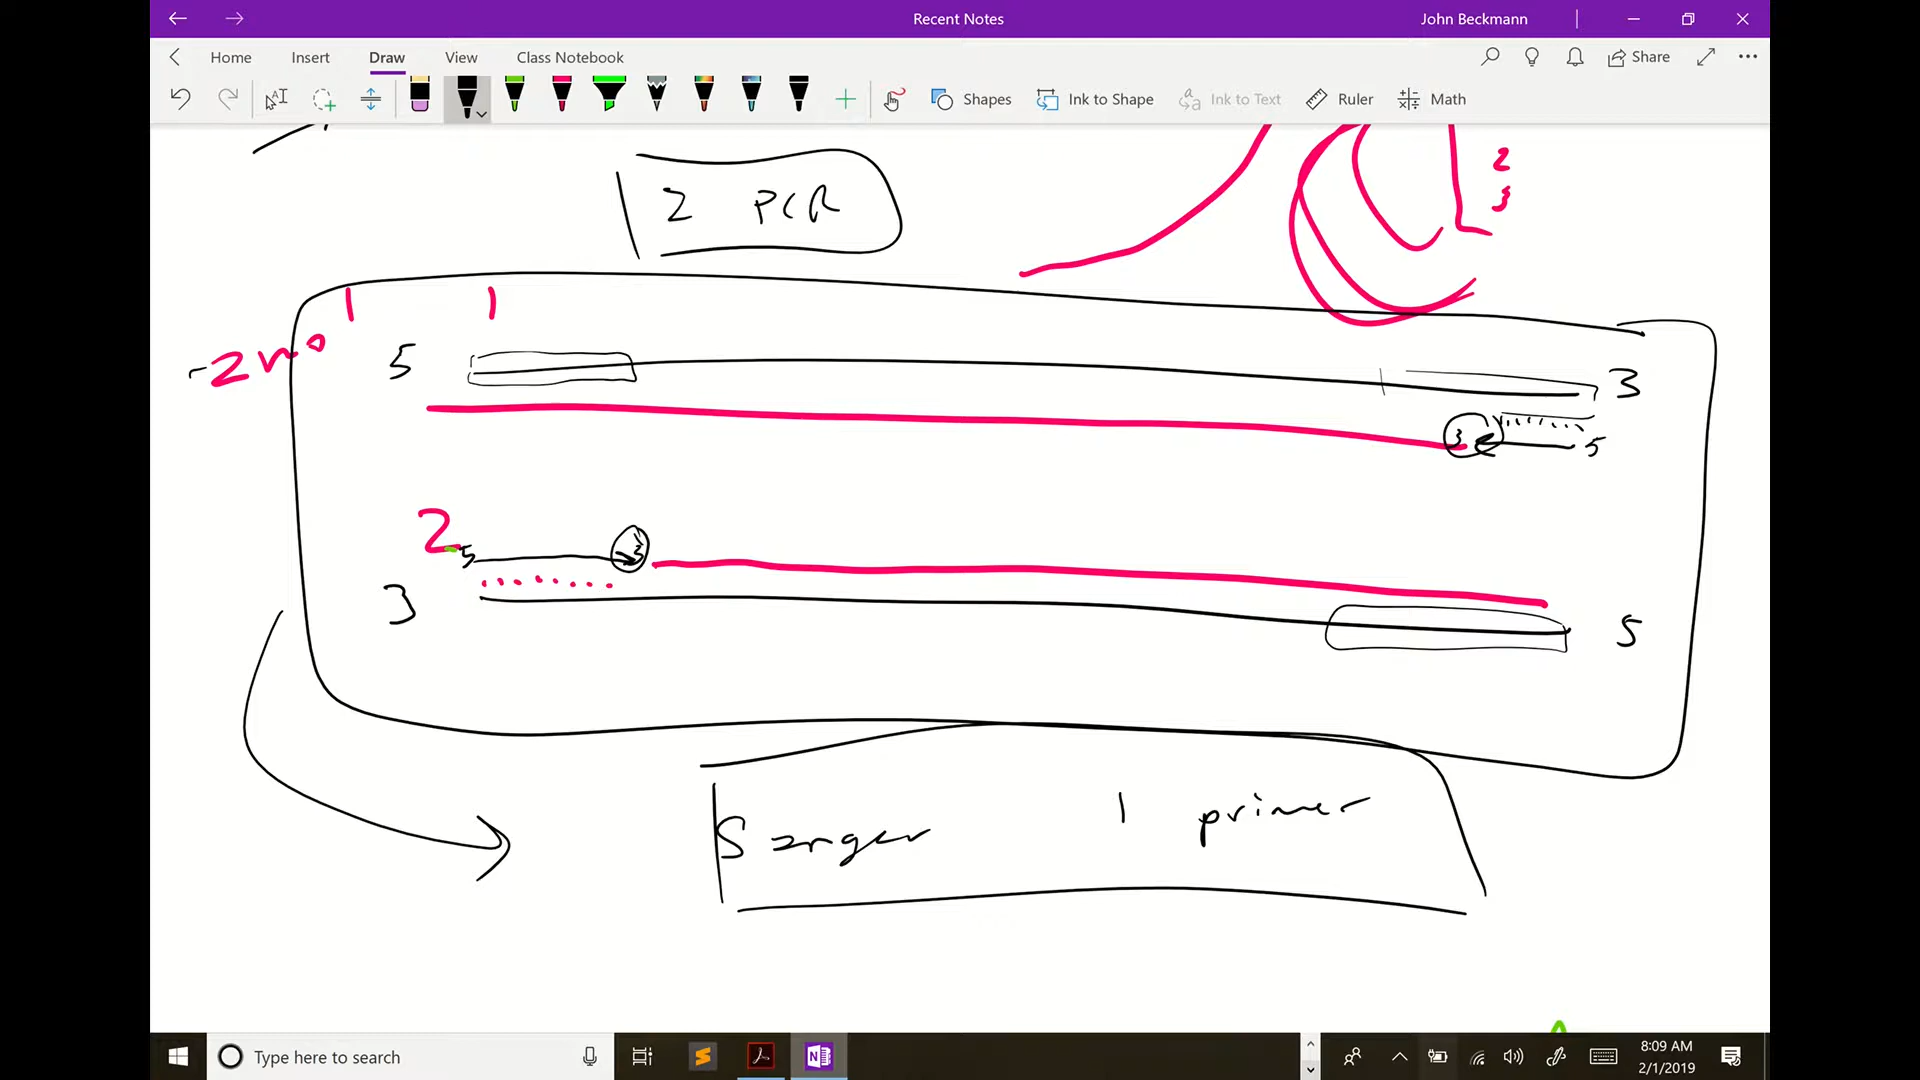 Recent Notes
John Beckmann
Home Insert Draw View Class Notebook
Share
Shapes Ink to Shape Ink to Text Ruler Math
2
3
2 PCR
1 1
5
3
3 5
2
5 3
3
5
Sanger 1 primer
Type here to search
8:09 AM
2/1/2019